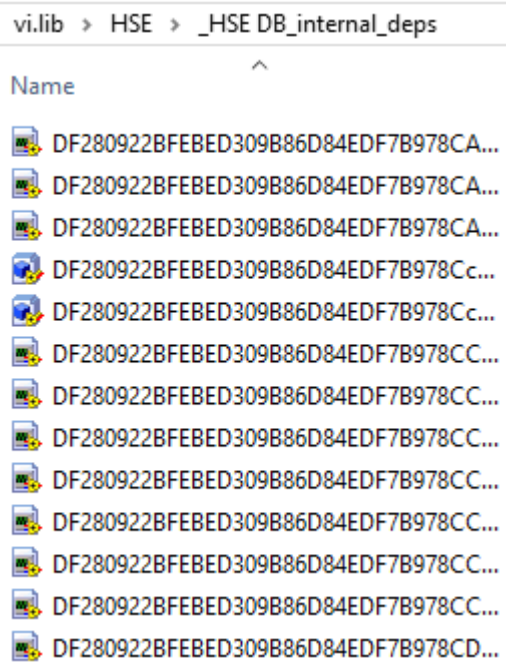 vi.lib > HSE > _HSE DB_internal_deps
Name
DF280922BFEBED309B86D84EDF7B978CA...
DF280922BFEBED309B86D84EDF7B978CA...
DF280922BFEBED309B86D84EDF7B978CA...
DF280922BFEBED309B86D84EDF7B978Cc...
DF280922BFEBED309B86D84EDF7B978Cc...
DF280922BFEBED309B86D84EDF7B978CC...
DF280922BFEBED309B86D84EDF7B978CC...
DF280922BFEBED309B86D84EDF7B978CC...
DF280922BFEBED309B86D84EDF7B978CC...
DF280922BFEBED309B86D84EDF7B978CC...
DF280922BFEBED309B86D84EDF7B978CC...
DF280922BFEBED309B86D84EDF7B978CC...
DF280922BFEBED309B86D84EDF7B978CD...